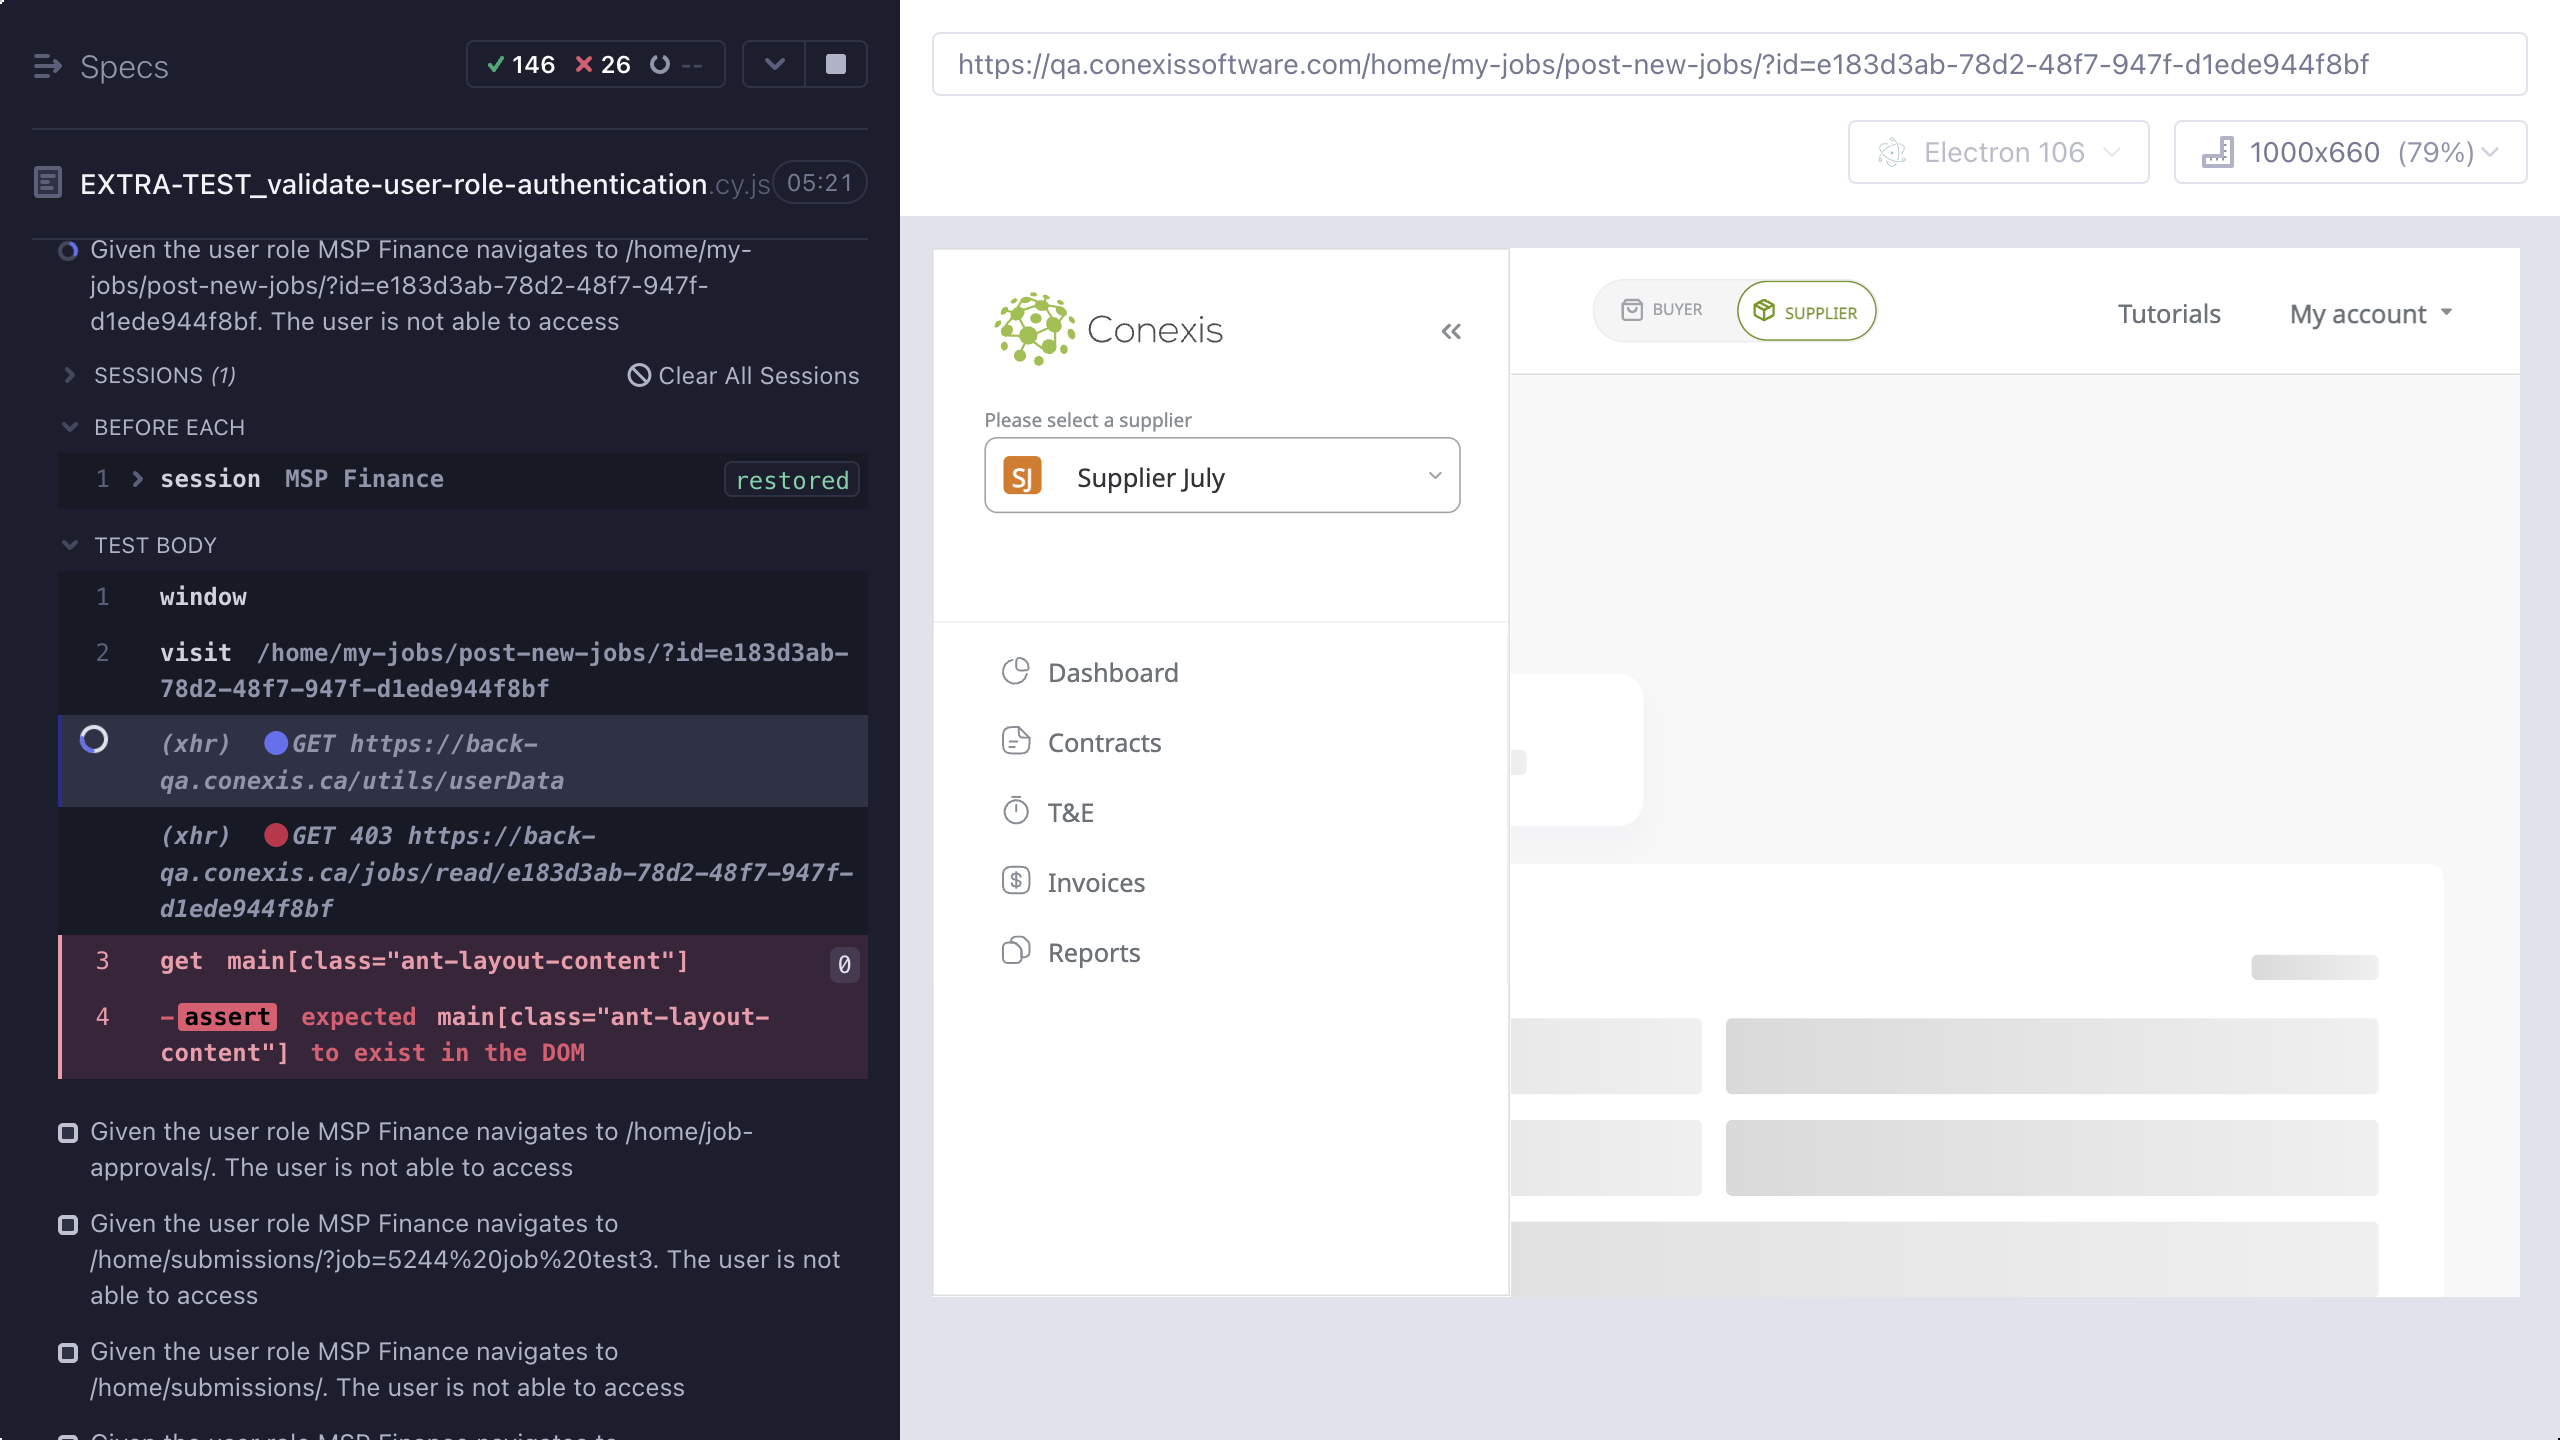 Specs
146 26 --
EXTRA-TEST_validate-user-role-authentication.cy.js 05:21
Given the user role MSP Finance navigates to /home/my-
jobs/post-new-jobs/?id=e183d3ab-78d2-48f7-947f-
d1ede944f8bf. The user is not able to access
SESSIONS (1) Clear All Sessions
BEFORE EACH
1 session MSP Finance restored
TEST BODY
1 window
2 visit /home/my-jobs/post-new-jobs/?id=e183d3ab-
78d2-48f7-947f-d1ede944f8bf
(xhr) GET https://back-
qa.conexis.ca/utils/userData
(xhr) GET 403 https://back-
qa.conexis.ca/jobs/read/e183d3ab-78d2-48f7-947f-
d1ede944f8bf
3 get main[class="ant-layout-content"] 0
4 -assert expected main[class="ant-layout-
content"] to exist in the DOM
Given the user role MSP Finance navigates to /home/job-
approvals/. The user is not able to access
Given the user role MSP Finance navigates to
/home/submissions/?job=5244%20job%20test3. The user is not
able to access
Given the user role MSP Finance navigates to
/home/submissions/. The user is not able to access
Given the user role MSP Finance navigates to
https://qa.conexissoftware.com/home/my-jobs/post-new-jobs/?id=e183d3ab-78d2-48f7-947f-d1ede944f8bf
Electron 106
1000x660 (79%)
Conexis
BUYER
SUPPLIER
Tutorials
My account
Please select a supplier
SJ Supplier July
Dashboard
Contracts
T&E
Invoices
Reports